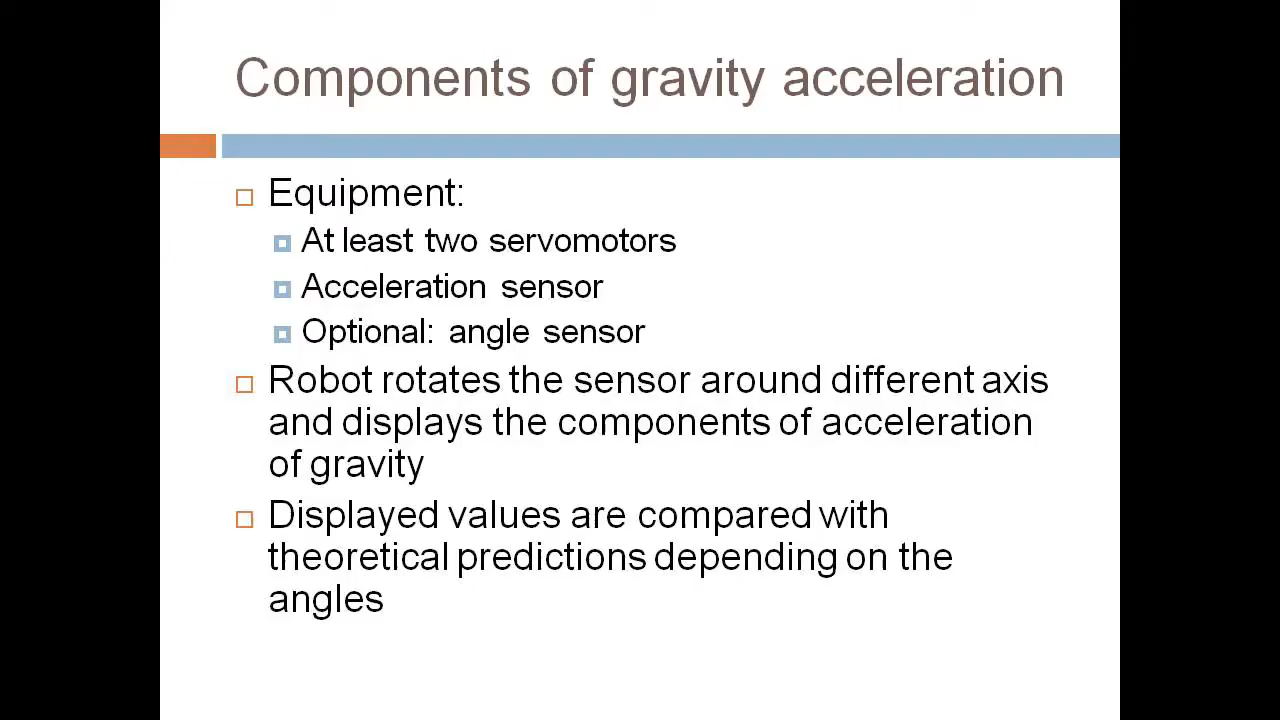 Components of gravity acceleration
Equipment:
At least two servomotors
Acceleration sensor
Optional: angle sensor
Robot rotates the sensor around different axis
and displays the components of acceleration
of gravity
Displayed values are compared with
theoretical predictions depending on the
angles